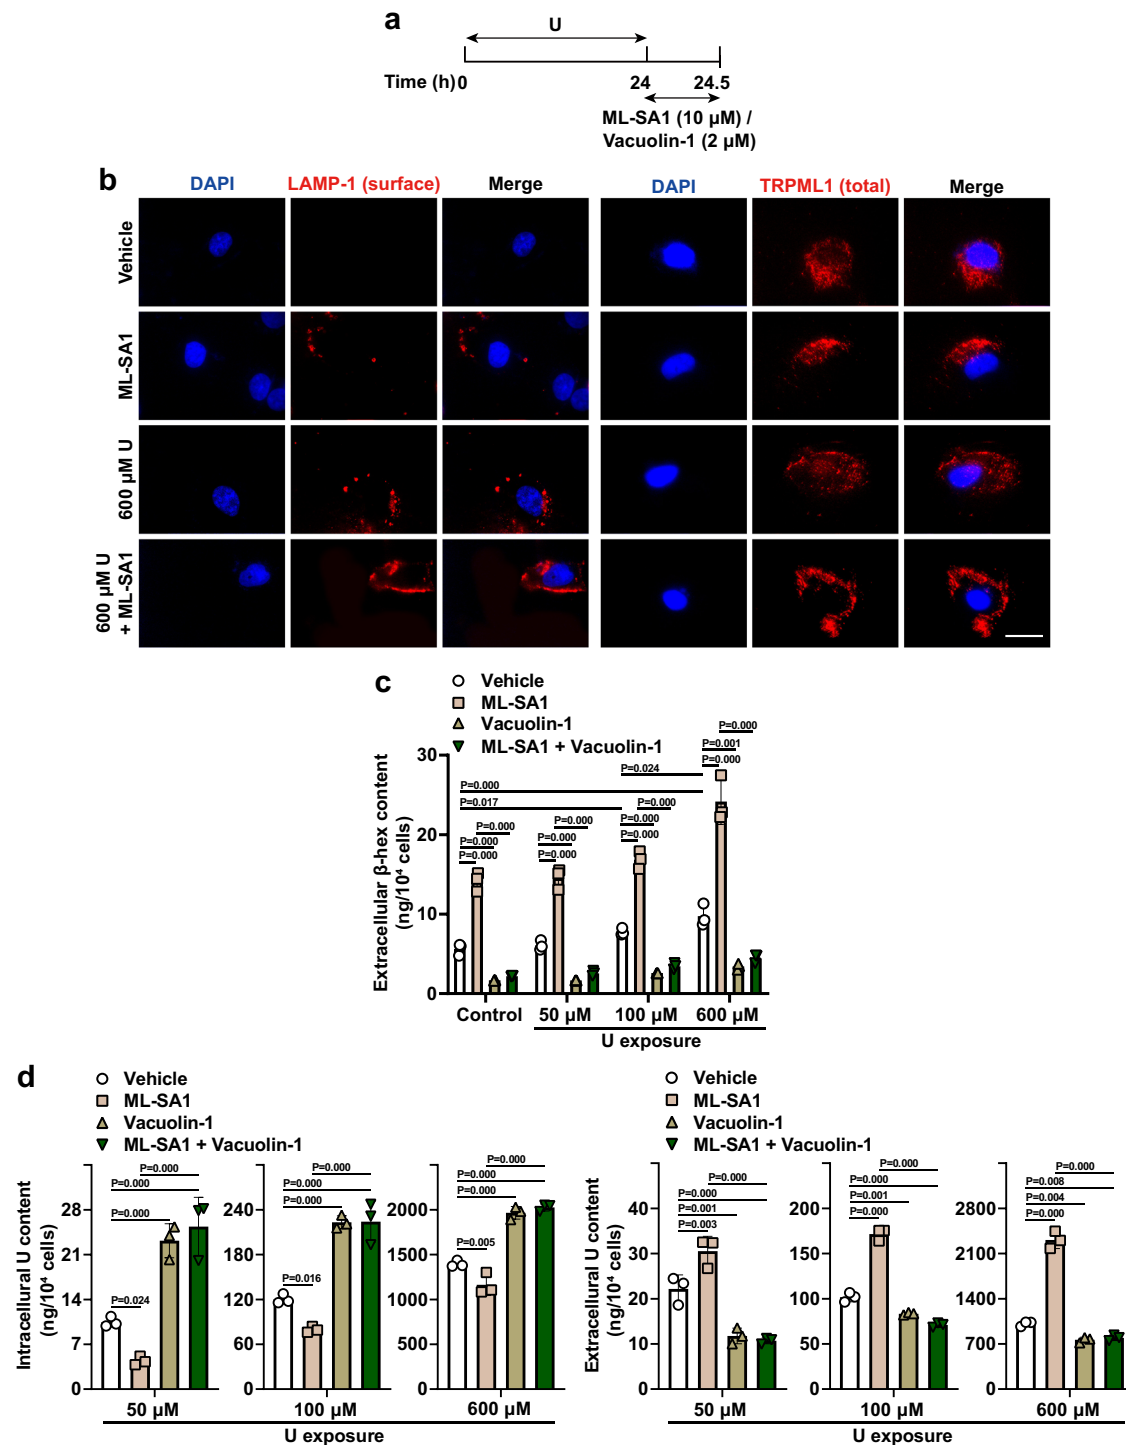 a
U
Time (h) 0 24 24.5
ML-SA1 (10 µM) /
Vacuolin-1 (2 µM)
b
DAPI LAMP-1 (surface) Merge DAPI TRPML1 (total) Merge
Vehicle
ML-SA1
600 µM U
600 µM U
+ ML-SA1
c
Vehicle
ML-SA1
Vacuolin-1
ML-SA1 + Vacuolin-1
Extracellular β-hex content
(ng/10⁴ cells)
30
20
10
0
P=0.000
P=0.001
P=0.000
P=0.024
P=0.000
P=0.017
P=0.000
P=0.000
P=0.000
P=0.000
P=0.000
P=0.000
P=0.000
P=0.000
P=0.000
Control 50 µM 100 µM 600 µM
U exposure
d
Vehicle
ML-SA1
Vacuolin-1
ML-SA1 + Vacuolin-1
Intracellural U content
(ng/10⁴ cells)
28
21
14
7
0
P=0.000
P=0.000
P=0.000
P=0.024
50 µM
240
180
120
60
0
P=0.000
P=0.000
P=0.000
P=0.016
100 µM
2000
1500
1000
500
0
P=0.000
P=0.000
P=0.000
P=0.005
600 µM
U exposure
Vehicle
ML-SA1
Vacuolin-1
ML-SA1 + Vacuolin-1
Extracellural U content
(ng/10⁴ cells)
40
30
20
10
0
P=0.000
P=0.000
P=0.001
P=0.003
50 µM
200
150
100
50
0
P=0.000
P=0.000
P=0.001
P=0.000
100 µM
2800
2100
1400
700
0
P=0.000
P=0.008
P=0.004
P=0.000
600 µM
U exposure